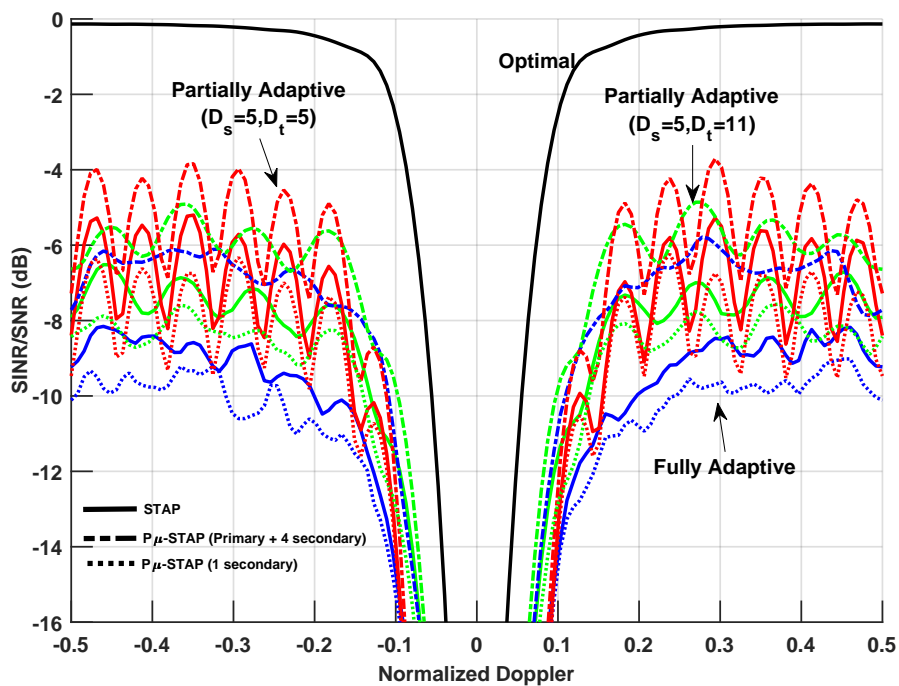 0
-2
-4
-6
-8
-10
-12
-14
-16
SINR/SNR (dB)
Optimal
Partially Adaptive
(D_s=5,D_t=5)
Partially Adaptive
(D_s=5,D_t=11)
Fully Adaptive
STAP
Pμ-STAP (Primary + 4 secondary)
Pμ-STAP (1 secondary)
-0.5 -0.4 -0.3 -0.2 -0.1 0 0.1 0.2 0.3 0.4 0.5
Normalized Doppler